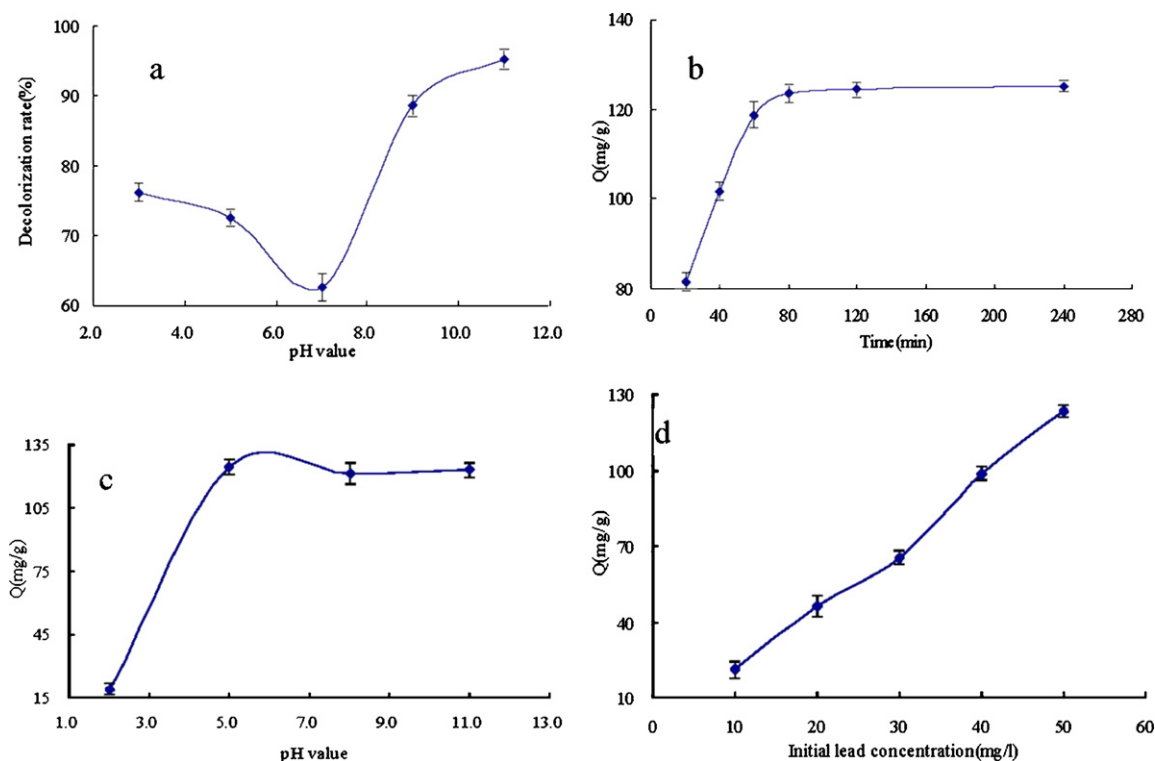 a
Decolorization rate(%)
100
90
80
70
60
2.0 4.0 6.0 8.0 10.0 12.0
pH value
b
Q(mg/g)
140
120
100
80
0 40 80 120 160 200 240 280
Time(min)
c
Q(mg/g)
135
105
75
45
15
1.0 3.0 5.0 7.0 9.0 11.0 13.0
pH value
d
Q(mg/g)
130
100
70
40
10
0 10 20 30 40 50 60
Initial lead concentration(mg/l)